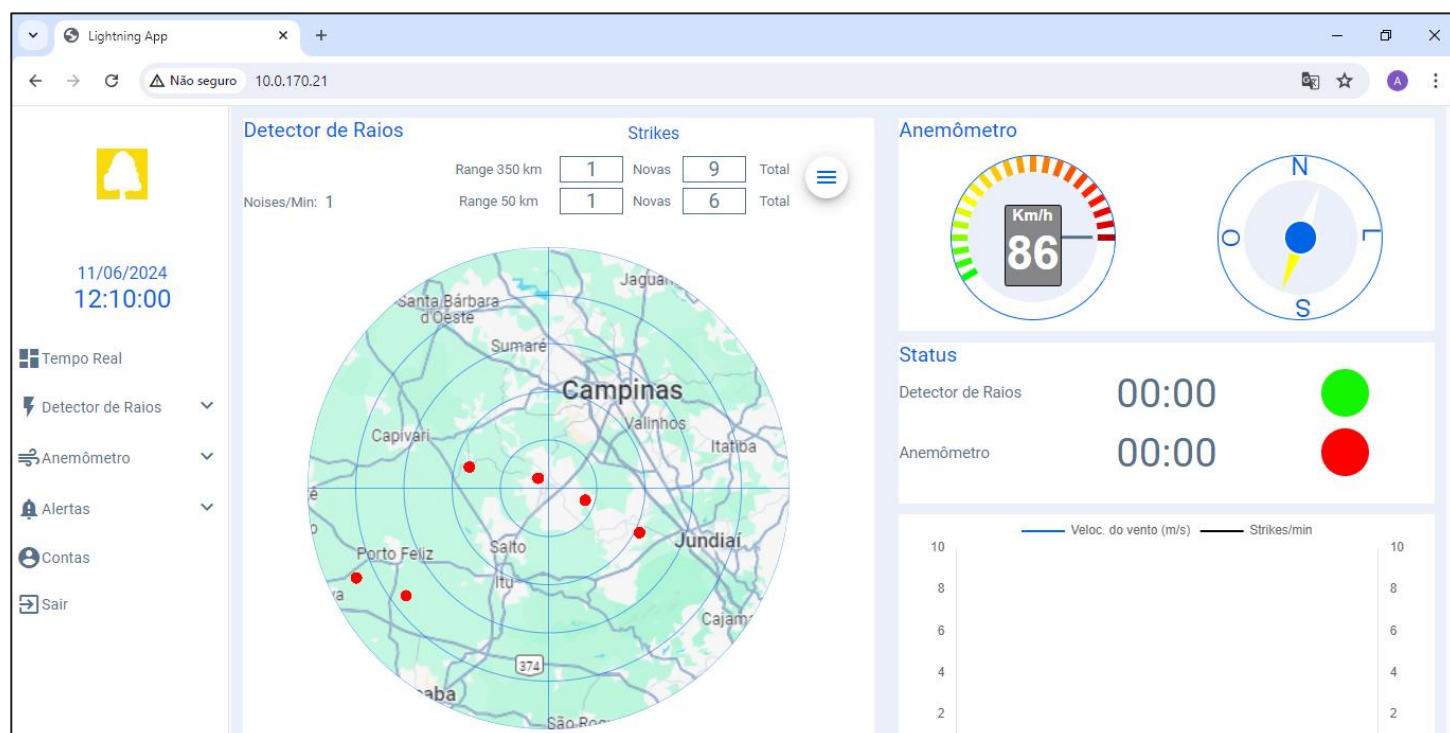 Lightning App
Não seguro 10.0.170.21
A
11/06/2024
12:10:00
Tempo Real
Detector de Raios
Anemômetro
Alertas
Contas
Sair
Detector de Raios
Strikes
Range 350 km 1 Novas 9 Total
Noises/Min: 1 Range 50 km 1 Novas 6 Total
Santa Bárbara
d'Oeste
Sumaré
Campinas
Valinhos
Capivari
Itatiba
Jundiaí
Porto Feliz
Salto
Itu
374
Anemômetro
Km/h
86
N
O
L
S
Status
Detector de Raios 00:00
Anemômetro 00:00
Veloc. do vento (m/s) Strikes/min
10 10
8 8
6 6
4 4
2 2